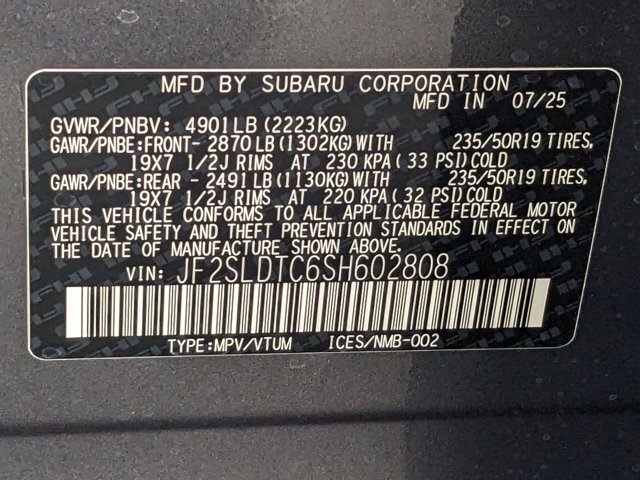 MFD BY SUBARU CORPORATION
MFD IN 07/25
GVWR/PNBV: 4901LB (2223KG)
GAWR/PNBE:FRONT- 2870 LB (1302KG)WITH 235/50R19 TIRES,
19X7 1/2J RIMS AT 230 KPA ( 33 PSI)COLD
GAWR/PNBE:REAR - 2491 LB (1130KG)WITH 235/50R19 TIRES,
19X7 1/2J RIMS AT 220 KPA ( 32 PSI)COLD
THIS VEHICLE CONFORMS TO ALL APPLICABLE FEDERAL MOTOR
VEHICLE SAFETY AND THEFT PREVENTION STANDARDS IN EFFECT ON
THE DATE OF MANUFACTURE SHOWN ABOVE.
VIN: JF2SLDTC6SH602808
TYPE:MPV/VTUM ICES/NMB-002